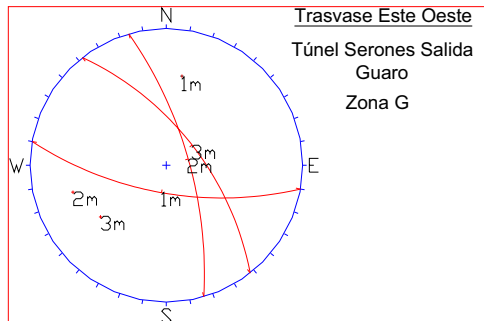 N
Trasvase Este Oeste
Túnel Serones Salida
Guaro
Zona G
1m
3m
2m
W
E
2m
1m
3m
S